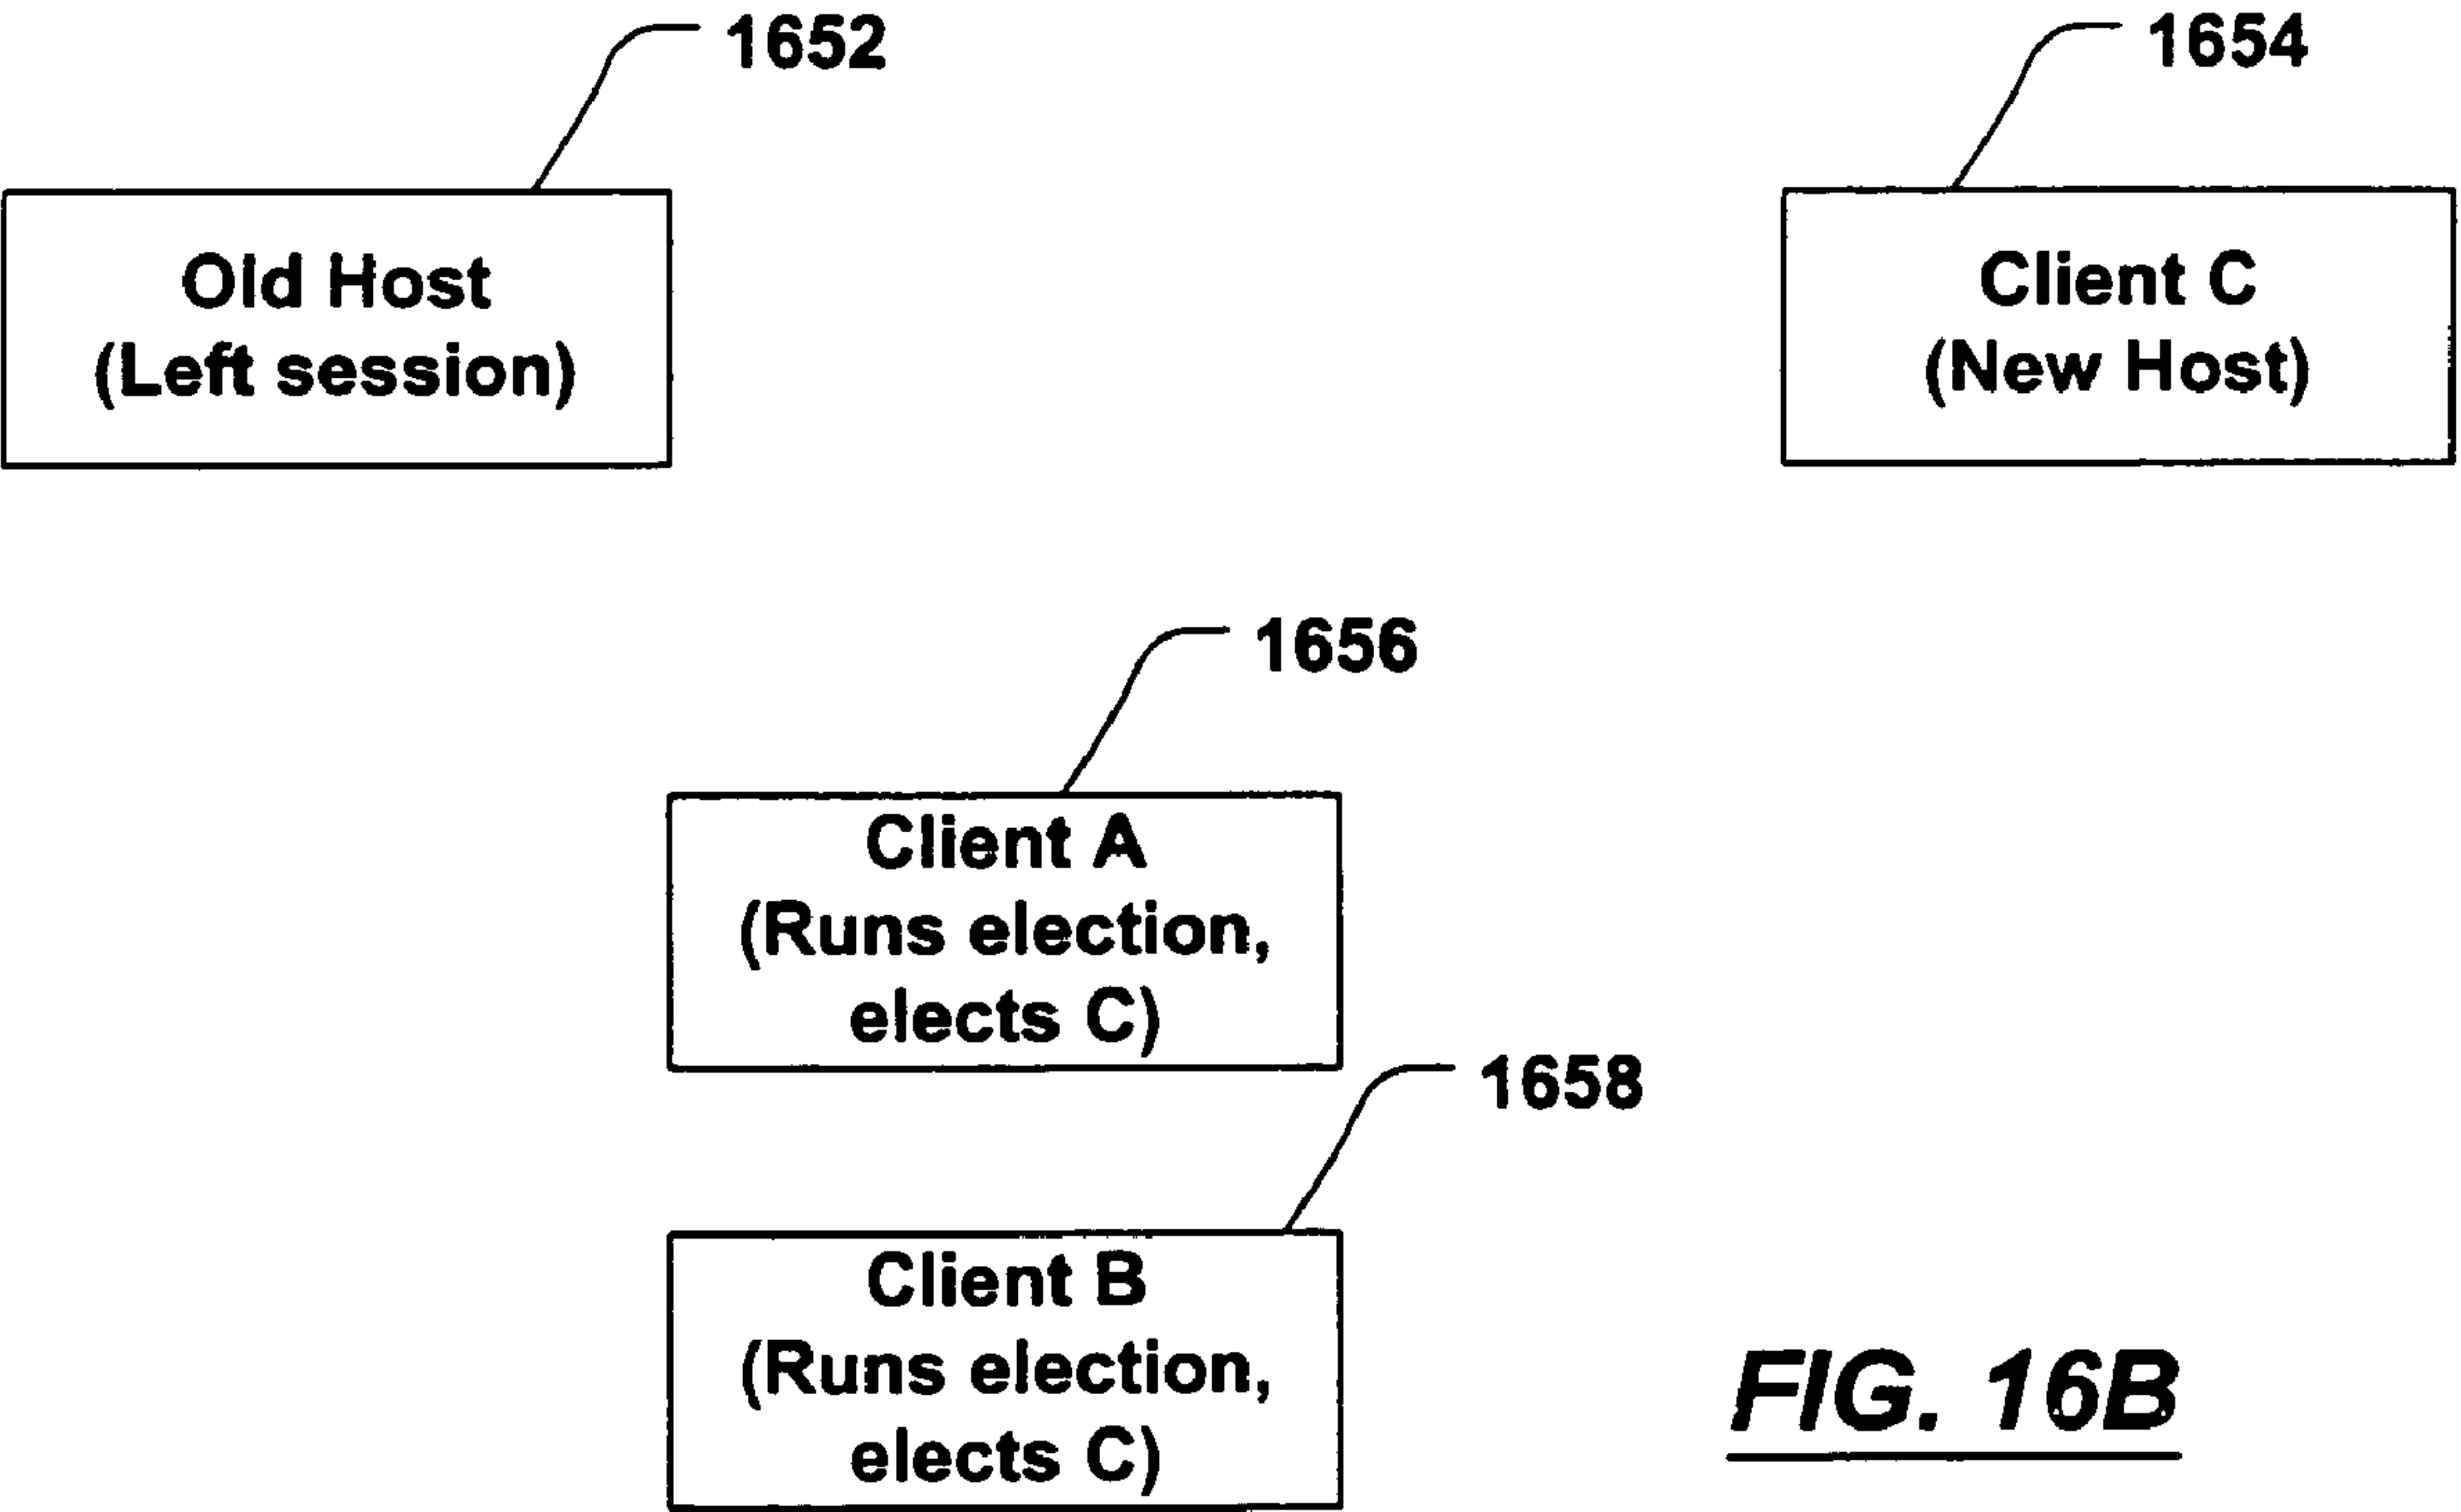 1652
1654
Old Host
(Left session)
Client C
(New Host)
1656
Client A
(Runs election,
elects C)
1658
Client B
(Runs election,
elects C)
FIG. 16B